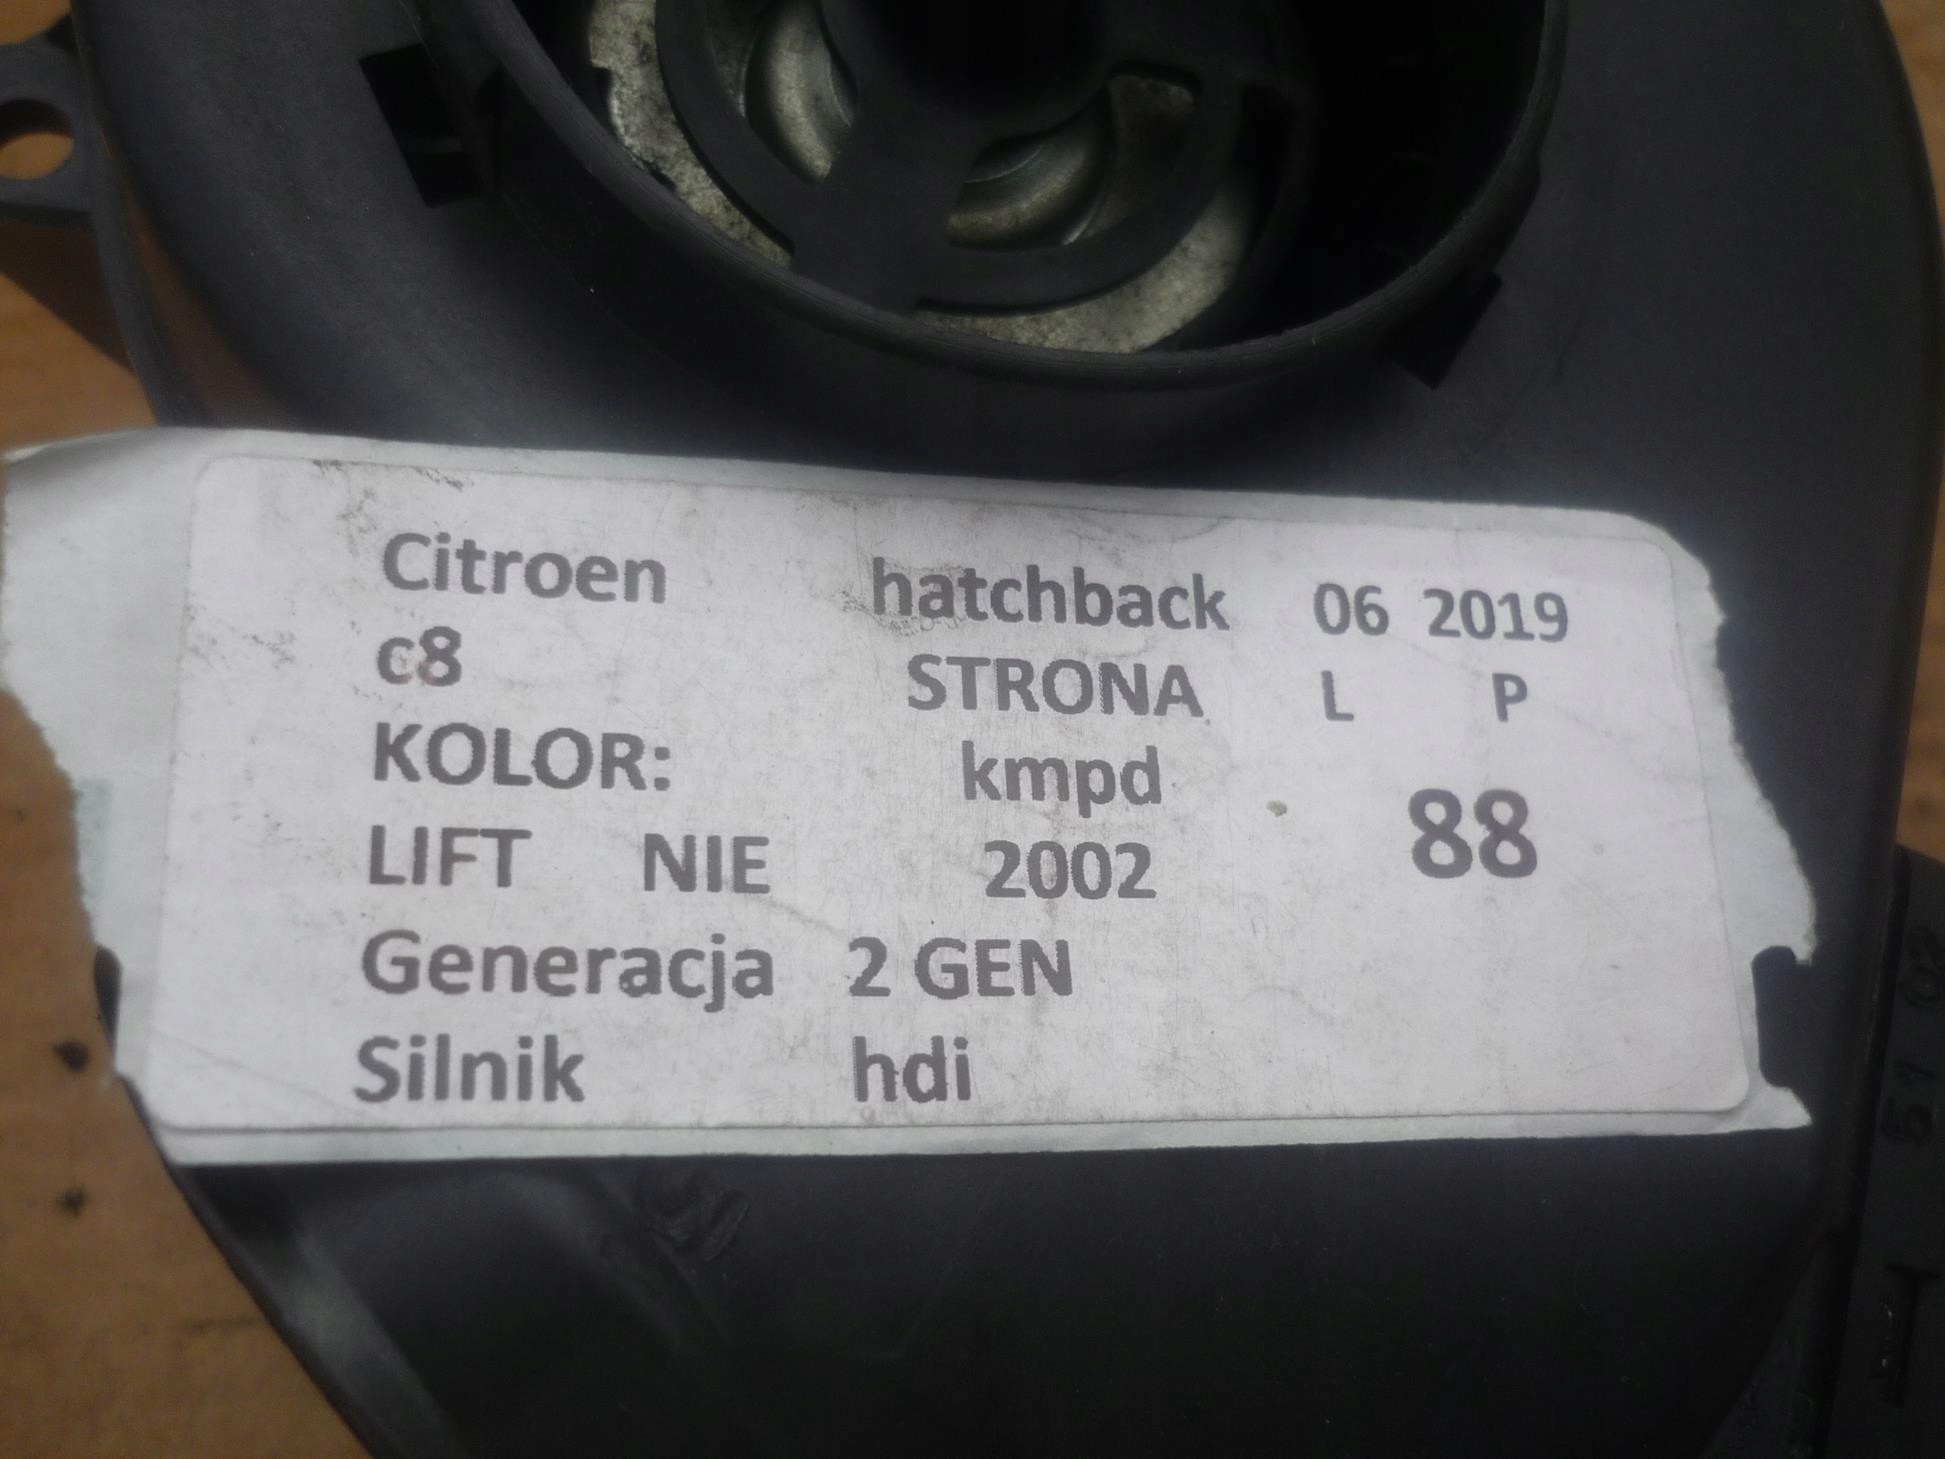 Citroen hatchback 06 2019
c8 STRONA L P
KOLOR: kmpd
LIFT NIE 2002 88
Generacja 2 GEN
Silnik hdi